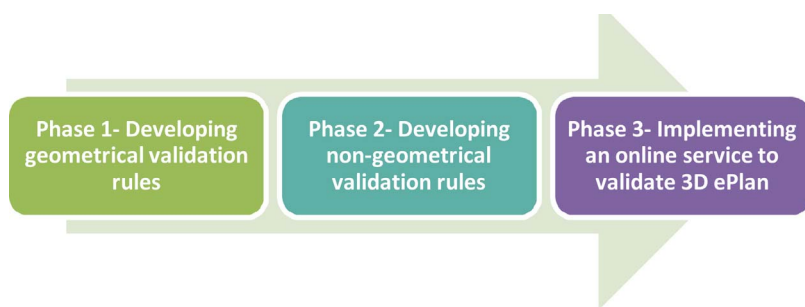 Phase 1- Developing
geometrical validation
rules
Phase 2- Developing
non-geometrical
validation rules
Phase 3- Implementing
an online service to
validate 3D ePlan